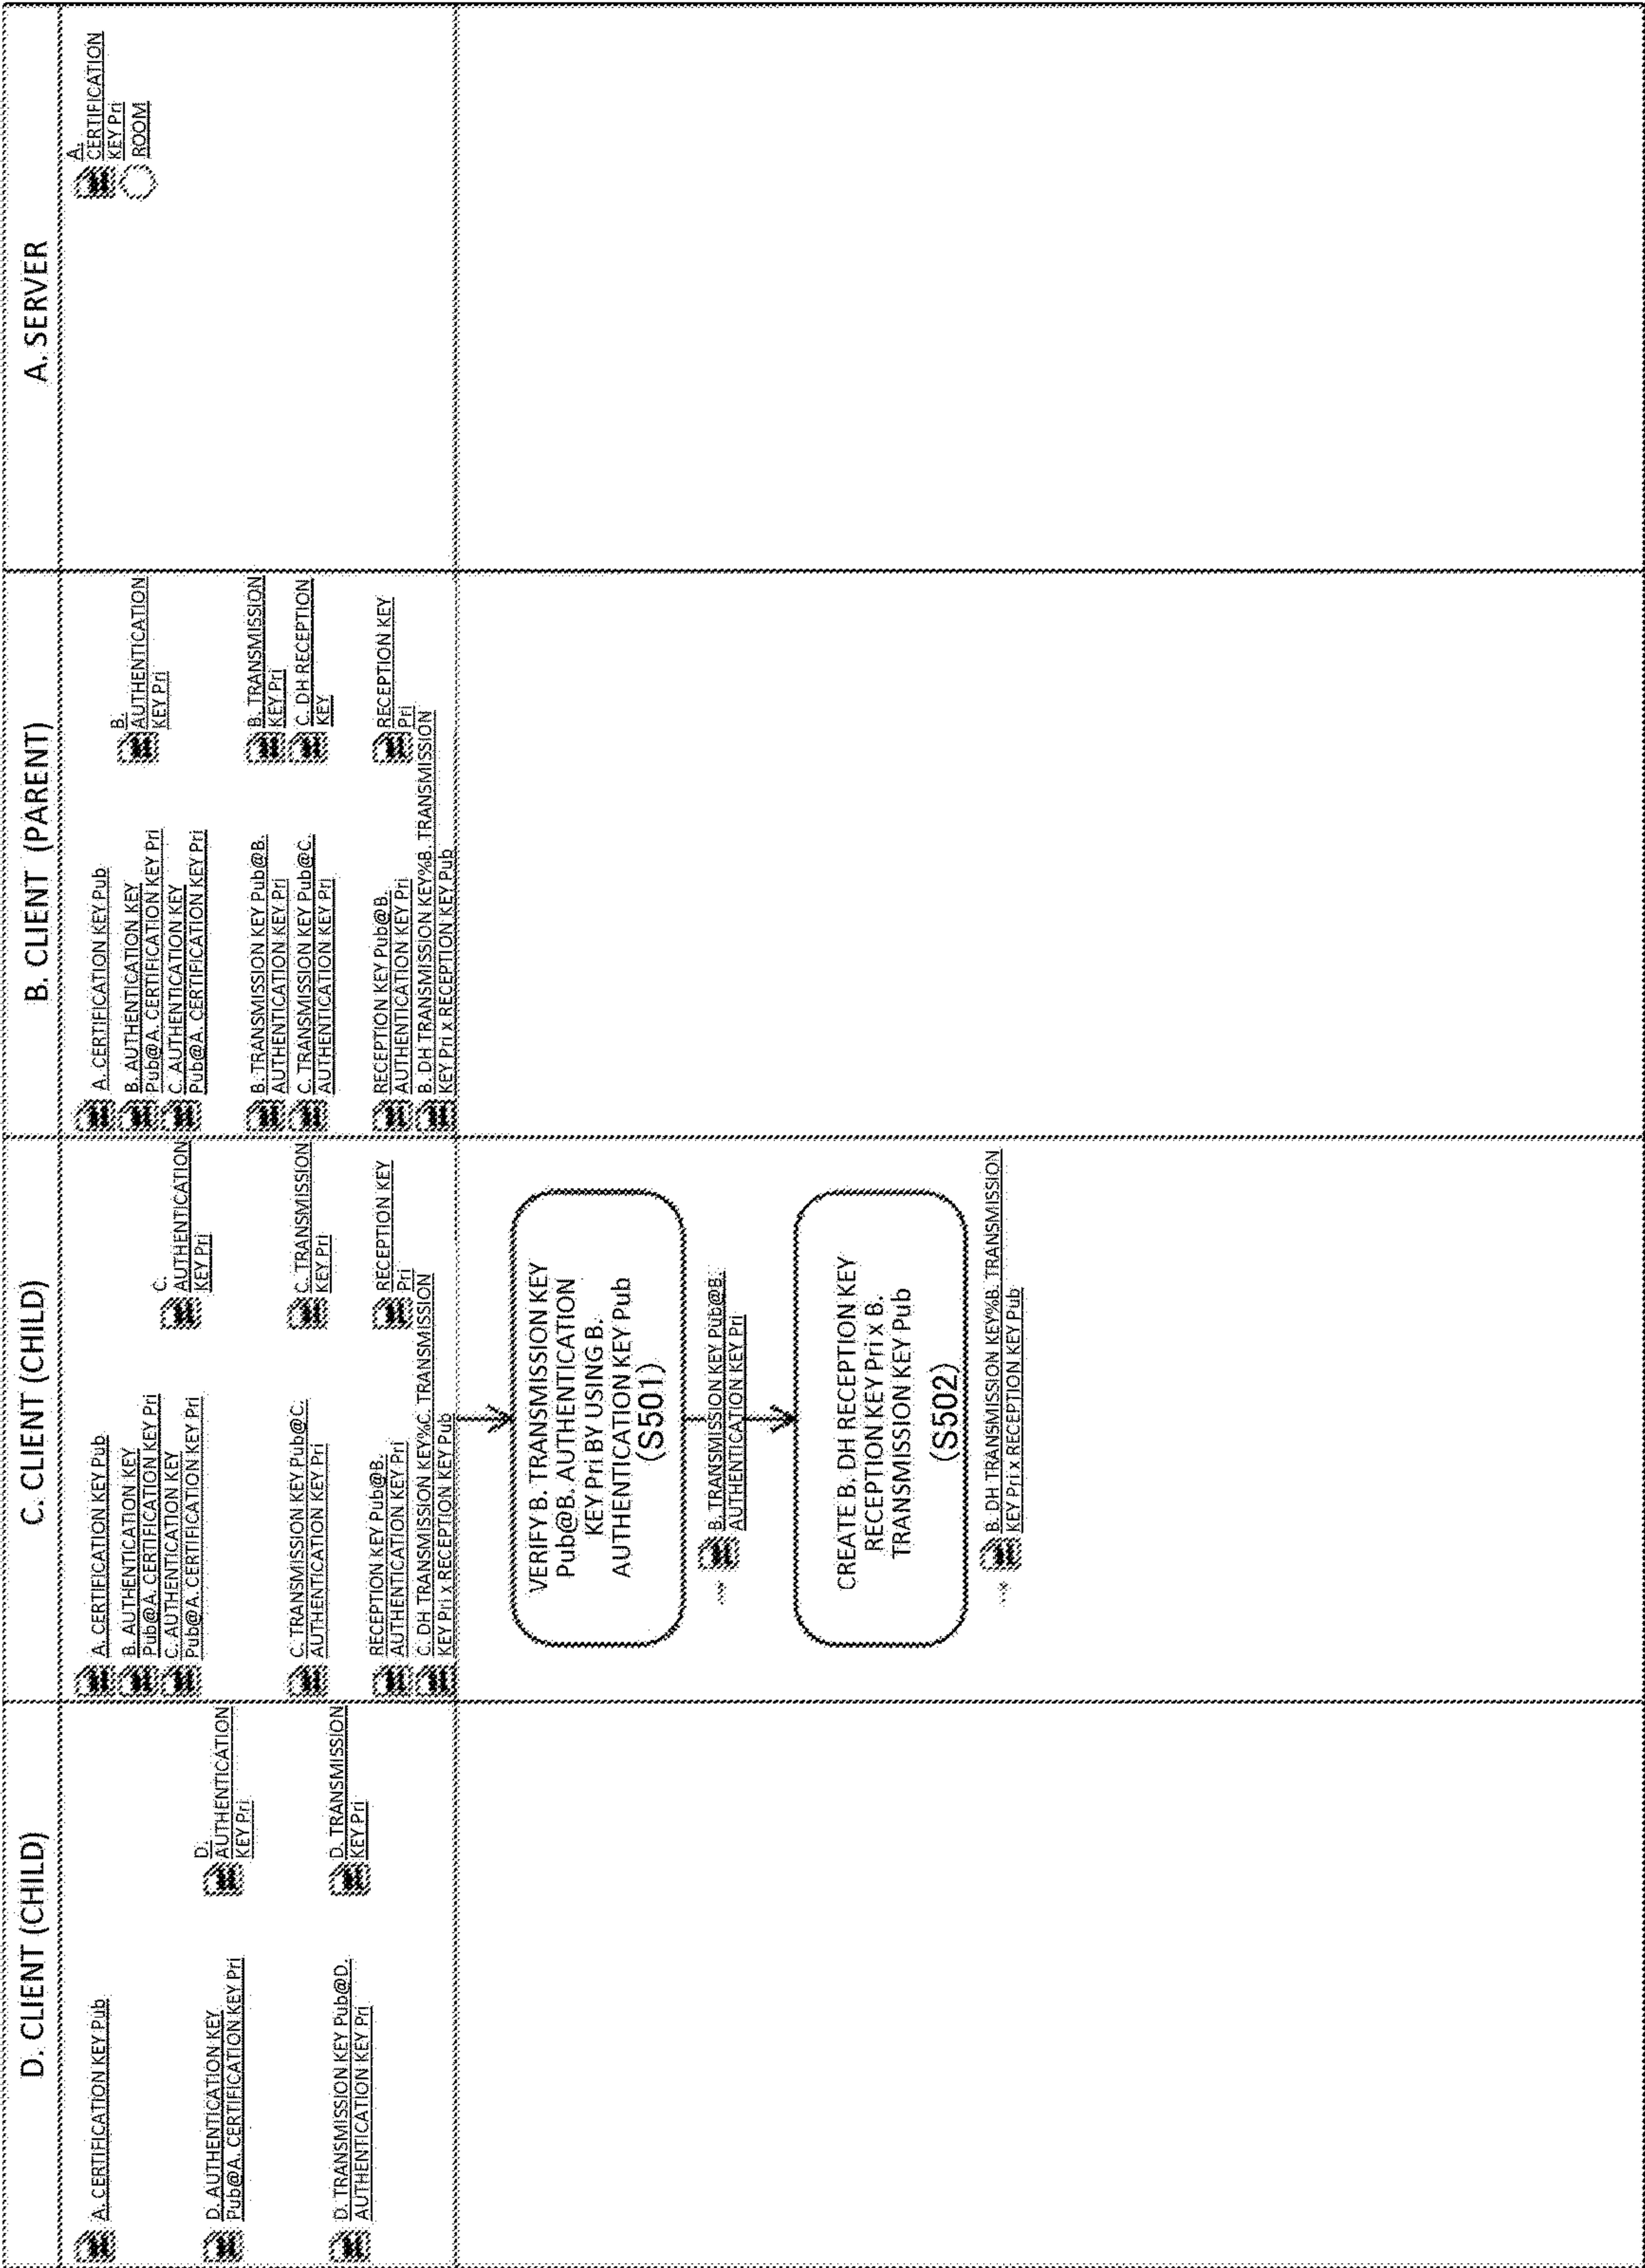 D. CLIENT (CHILD)
A. CERTIFICATION KEY Pub
D. AUTHENTICATION KEY
Pub@A. CERTIFICATION KEY Pri
D.
AUTHENTICATION
KEY Pri
D. TRANSMISSION KEY Pub@D.
AUTHENTICATION KEY Pri
D. TRANSMISSION
KEY Pri
C. CLIENT (CHILD)
A. CERTIFICATION KEY Pub
B. AUTHENTICATION KEY
Pub@A. CERTIFICATION KEY Pri
C. AUTHENTICATION KEY
Pub@A. CERTIFICATION KEY Pri
C.
AUTHENTICATION
KEY Pri
C. TRANSMISSION KEY Pub@C.
AUTHENTICATION KEY Pri
C. TRANSMISSION
KEY Pri
RECEPTION KEY Pub@B.
AUTHENTICATION KEY Pri
RECEPTION KEY
Pri
C. DH TRANSMISSION KEY%C. TRANSMISSION
KEY Pri x RECEPTION KEY Pub
VERIFY B. TRANSMISSION KEY
Pub@B. AUTHENTICATION
KEY Pri BY USING B.
AUTHENTICATION KEY Pub
(S501)
B. TRANSMISSION KEY Pub@B.
AUTHENTICATION KEY Pri
CREATE B. DH RECEPTION KEY
RECEPTION KEY Pri x B.
TRANSMISSION KEY Pub
(S502)
B. DH TRANSMISSION KEY%B. TRANSMISSION
KEY Pri x RECEPTION KEY Pub
B. CLIENT (PARENT)
A. CERTIFICATION KEY Pub
B. AUTHENTICATION KEY
Pub@A. CERTIFICATION KEY Pri
C. AUTHENTICATION KEY
Pub@A. CERTIFICATION KEY Pri
B.
AUTHENTICATION
KEY Pri
B. TRANSMISSION KEY Pub@B.
AUTHENTICATION KEY Pri
C. TRANSMISSION KEY Pub@C.
AUTHENTICATION KEY Pri
B. TRANSMISSION
KEY Pri
C. DH RECEPTION
KEY
RECEPTION KEY Pub@B.
AUTHENTICATION KEY Pri
RECEPTION KEY
Pri
B. DH TRANSMISSION KEY%B. TRANSMISSION
KEY Pri x RECEPTION KEY Pub
A. SERVER
A.
CERTIFICATION
KEY Pri
ROOM